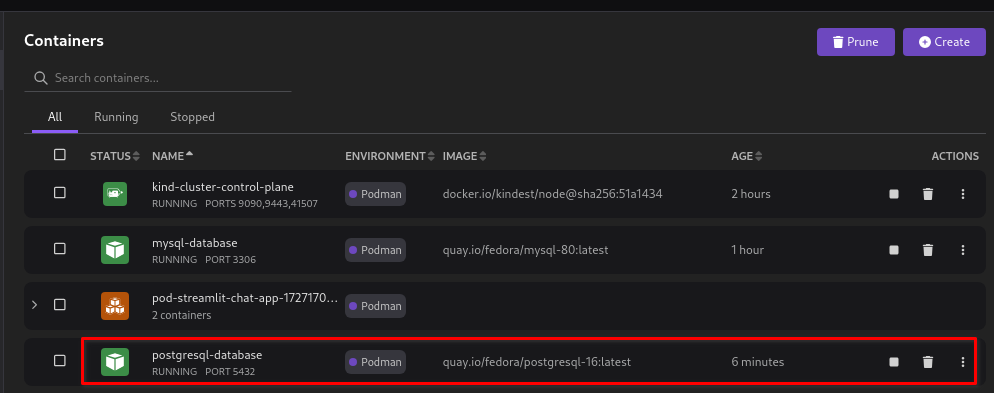 Containers
Prune
Create
Search containers...
All Running Stopped
STATUS NAME ENVIRONMENT IMAGE AGE ACTIONS
kind-cluster-control-plane
RUNNING PORTS 9090,9443,41507
Podman
docker.io/kindest/node@sha256:51a1434
2 hours
mysql-database
RUNNING PORT 3306
Podman
quay.io/fedora/mysql-80:latest
1 hour
pod-streamlit-chat-app-1727170...
2 containers
Podman
postgresql-database
RUNNING PORT 5432
Podman
quay.io/fedora/postgresql-16:latest
6 minutes